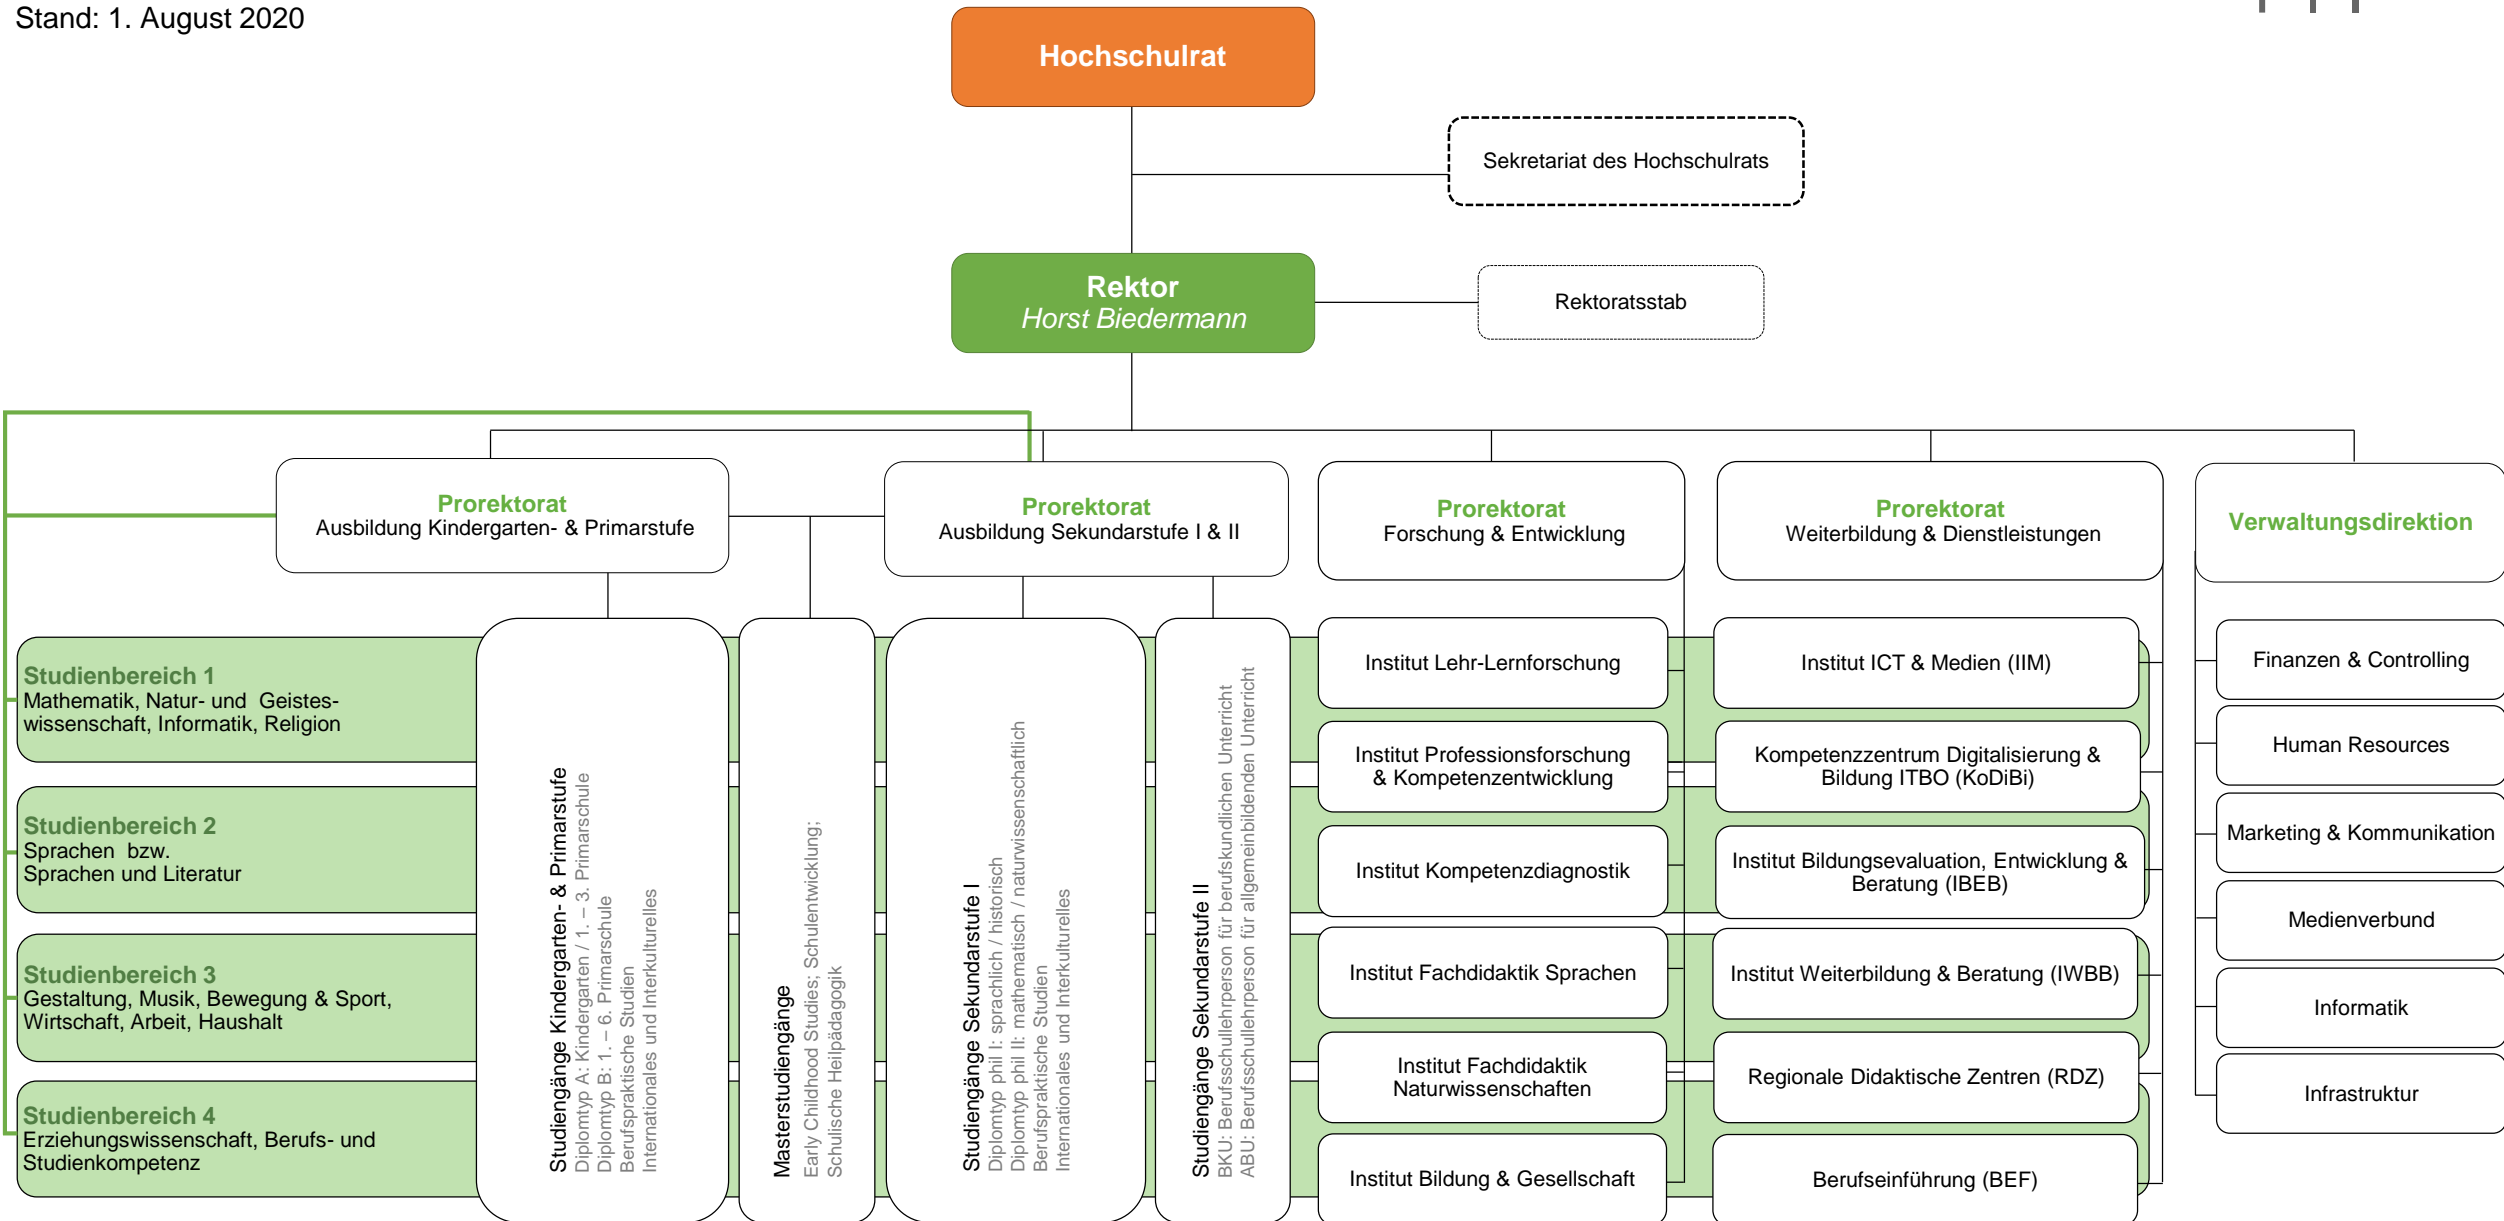 Stand: 1. August 2020
Hochschulrat
Sekretariat des Hochschulrats
Rektor
Horst Biedermann
Rektoratsstab
Prorektorat
Ausbildung Kindergarten- & Primarstufe
Prorektorat
Ausbildung Sekundarstufe I & II
Prorektorat
Forschung & Entwicklung
Prorektorat
Weiterbildung & Dienstleistungen
Verwaltungsdirektion
Studienbereich 1
Mathematik, Natur- und Geistes-
wissenschaft, Informatik, Religion
Studienbereich 2
Sprachen bzw.
Sprachen und Literatur
Studienbereich 3
Gestaltung, Musik, Bewegung & Sport,
Wirtschaft, Arbeit, Haushalt
Studienbereich 4
Erziehungswissenschaft, Berufs- und
Studienkompetenz
Studiengänge Kindergarten- & Primarstufe
Diplomtyp A: Kindergarten / 1. – 3. Primarschule
Diplomtyp B: 1. – 6. Primarschule
Berufspraktische Studien
Internationales und Interkulturelles
Masterstudiengänge
Early Childhood Studies; Schulentwicklung;
Schulische Heilpädagogik
Studiengänge Sekundarstufe I
Diplomtyp phil I: sprachlich / historisch
Diplomtyp phil II: mathematisch / naturwissenschaftlich
Berufspraktische Studien
Internationales und Interkulturelles
Studiengänge Sekundarstufe II
BKU: Berufsschullehrperson für berufskundlichen Unterricht
ABU: Berufsschullehrperson für allgemeinbildenden Unterricht
Institut Lehr-Lernforschung
Institut Professionsforschung
& Kompetenzentwicklung
Institut Kompetenzdiagnostik
Institut Fachdidaktik Sprachen
Institut Fachdidaktik
Naturwissenschaften
Institut Bildung & Gesellschaft
Institut ICT & Medien (IIM)
Kompetenzzentrum Digitalisierung &
Bildung ITBO (KoDiBi)
Institut Bildungsevaluation, Entwicklung &
Beratung (IBEB)
Institut Weiterbildung & Beratung (IWBB)
Regionale Didaktische Zentren (RDZ)
Berufseinführung (BEF)
Finanzen & Controlling
Human Resources
Marketing & Kommunikation
Medienverbund
Informatik
Infrastruktur